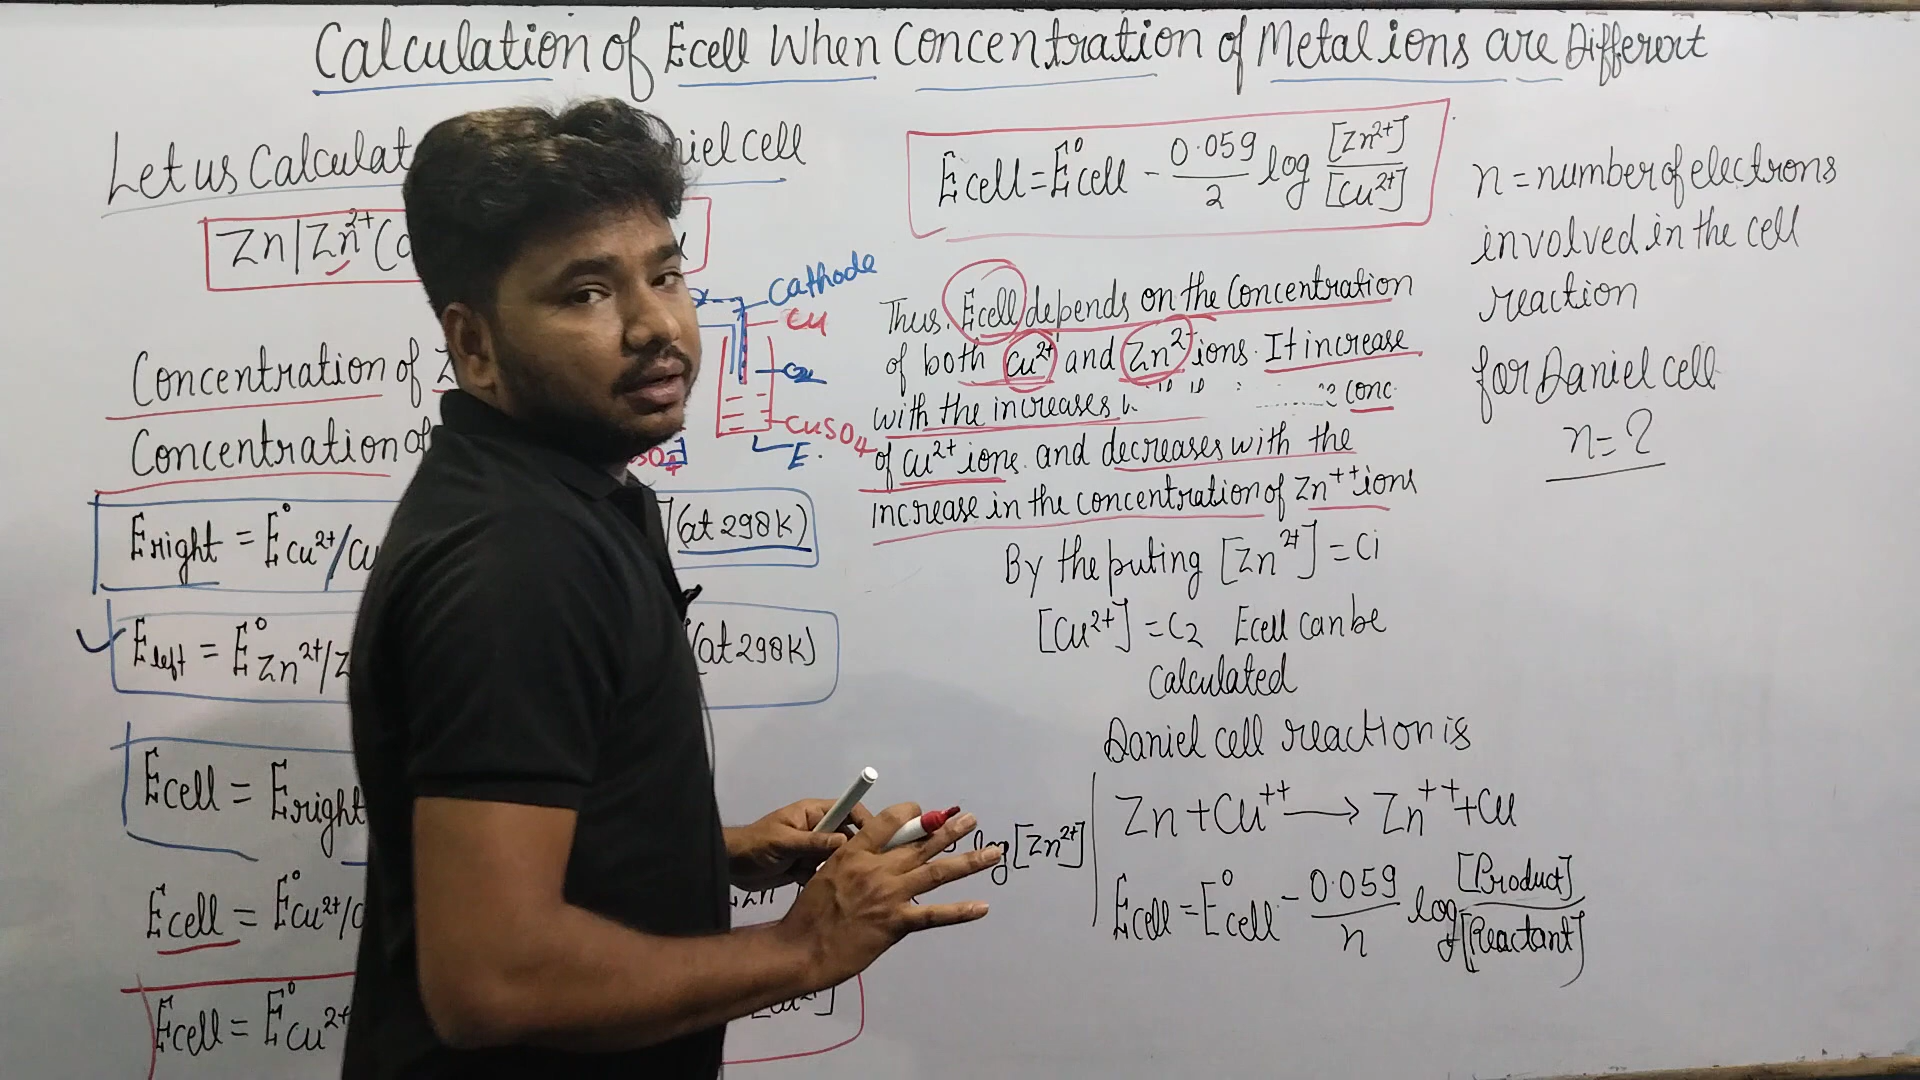 Calculation of Ecell When Concentration of Metal ions are Different
Let us Calculat niel cell
Zn|Zn2+(
Cathode
Cu
CuSO4
E.
SO4
Concentration of Z
Concentration of
Eright = E°Cu2+/Cu (at 298K)
Eleft = E°Zn2+/Z (at 298K)
Ecell = Eright
log[Zn2+]
Ecell = E°Cu2+/
Ecell = E°Cu2+
Ecell = E°cell - 0.059/2 log [Zn2+]/[Cu2+]
Thus. Ecell depends on the Concentration
of both Cu2+ and Zn2+ ions. It increase
with the increases conc.
of Cu2+ ions. and decreases with the
increase in the concentration of Zn++ ions
By the puting [Zn2+] = Ci
[Cu2+] = C2 Ecell can be
Calculated
Daniel cell reaction is
Zn + Cu++ → Zn++ + Cu
Ecell = E°cell - 0.059/n log [Product]/[Reactant]
n = number of electrons
involved in the cell
reaction
for Daniel cell
n = 2